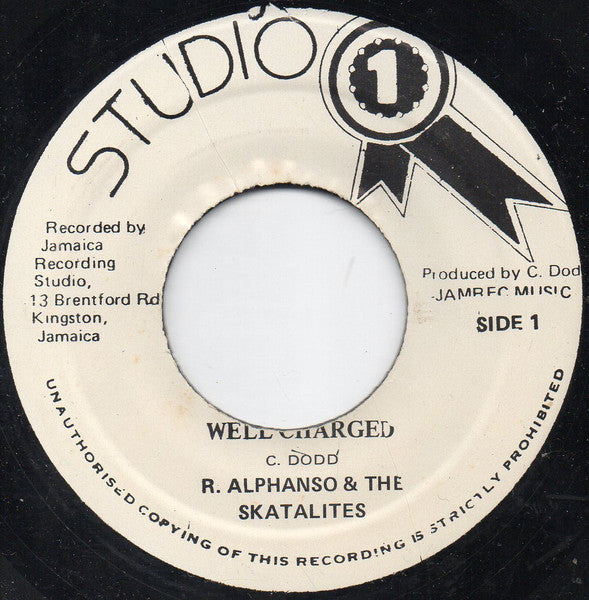 STUDIO
1
Recorded by
Jamaica
Recording
Studio,
13 Brentford Rd
Kingston,
Jamaica
Produced by C. Dod
JAMREC MUSIC
SIDE 1
WELL CHARGED
C. DODD
R. ALPHANSO & THE
SKATALITES
UNAUTHORISED COPYING OF THIS RECORDING IS STRICTLY PROHIBITED